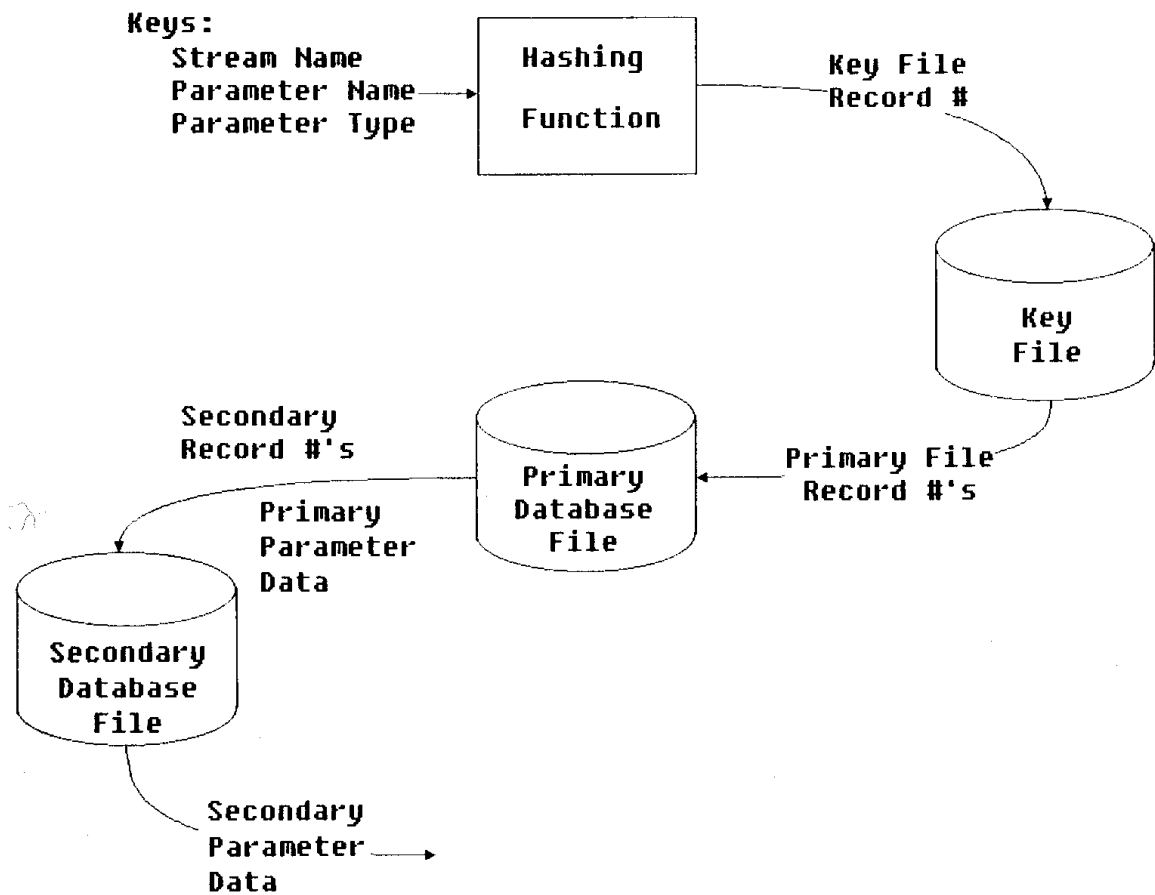 Keys:
Stream Name
Parameter Name
Parameter Type
Hashing
Function
Key File
Record #
Key
File
Primary File
Record #'s
Primary
Database
File
Secondary
Record #'s
Primary
Parameter
Data
Secondary
Database
File
Secondary
Parameter
Data